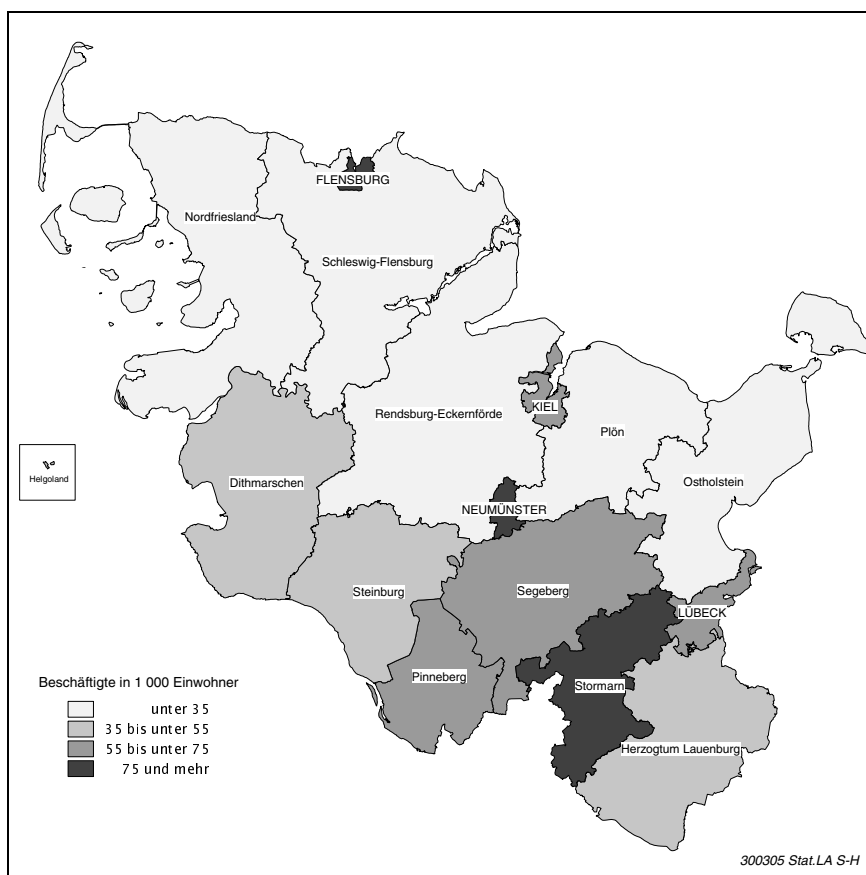 FLENSBURG
Nordfriesland
Schleswig-Flensburg
KIEL
Rendsburg-Eckernförde
Plön
Helgoland
Dithmarschen
Ostholstein
NEUMÜNSTER
Steinburg
Segeberg
LÜBECK
Pinneberg
Stormarn
Herzogtum Lauenburg
Beschäftigte in 1 000 Einwohner
unter 35
35 bis unter 55
55 bis unter 75
75 und mehr
300305 Stat.LA S-H